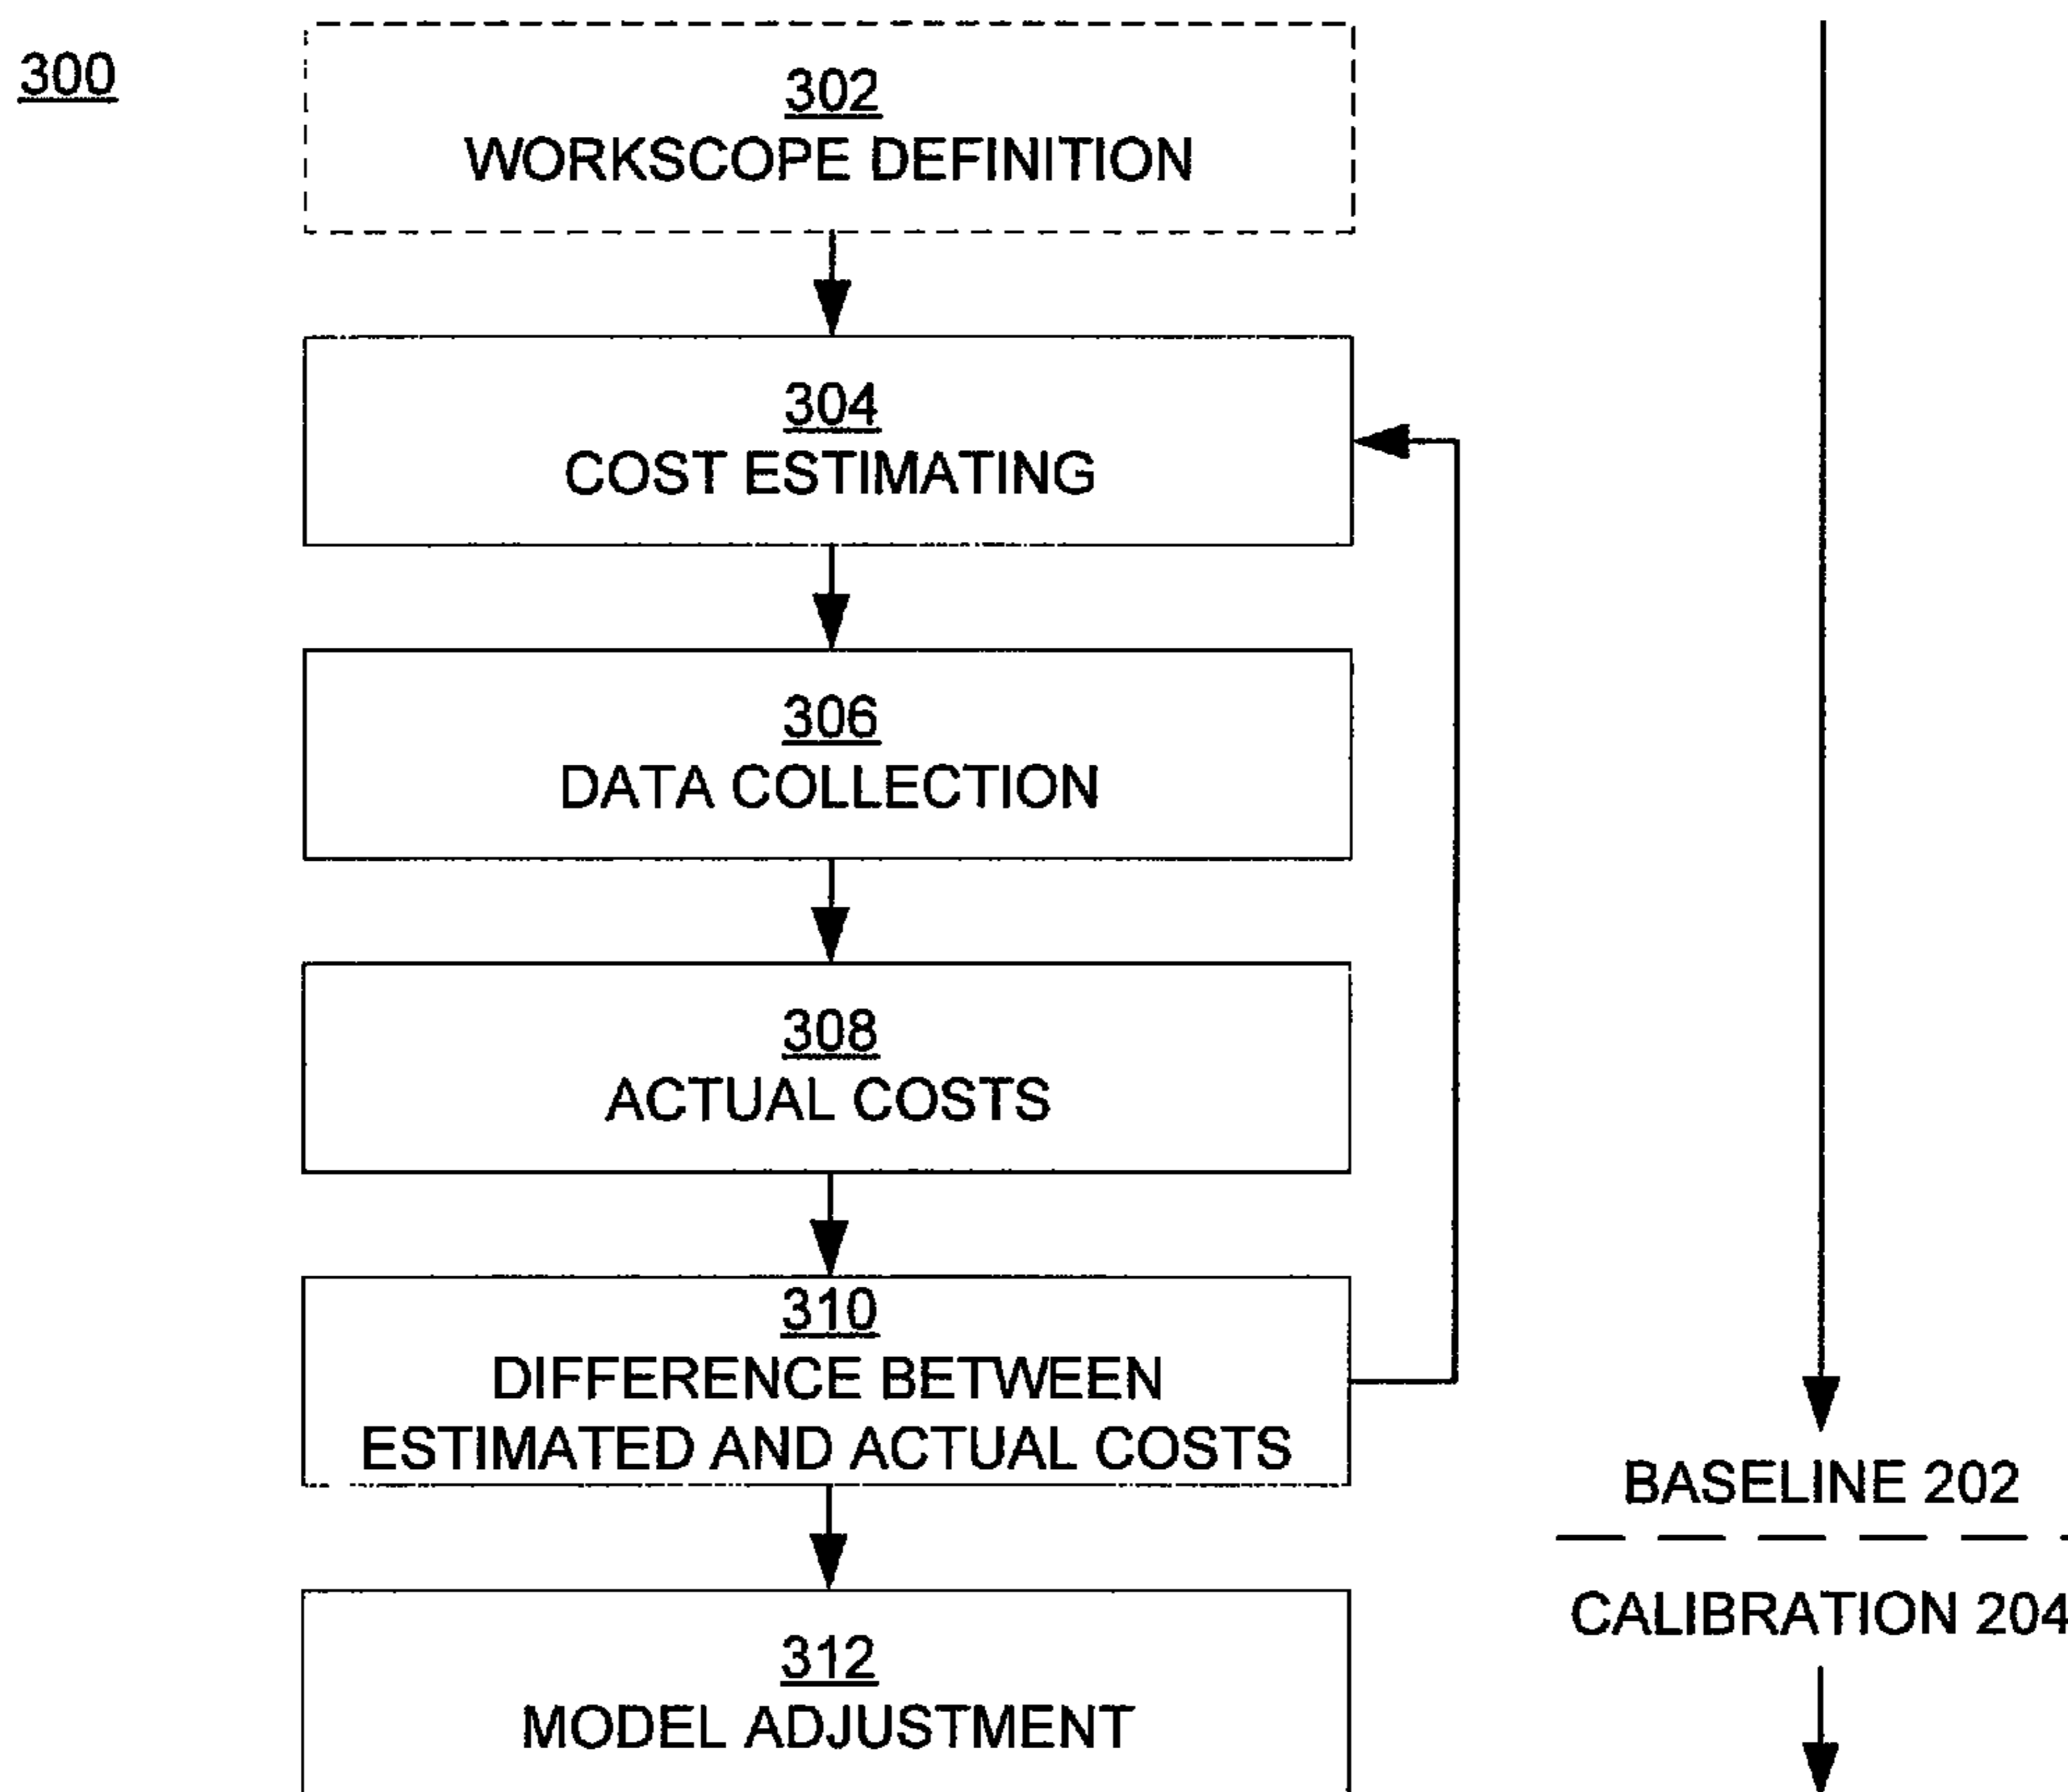 300
302
WORKSCOPE DEFINITION
304
COST ESTIMATING
306
DATA COLLECTION
308
ACTUAL COSTS
310
DIFFERENCE BETWEEN
ESTIMATED AND ACTUAL COSTS
BASELINE 202
CALIBRATION 204
312
MODEL ADJUSTMENT